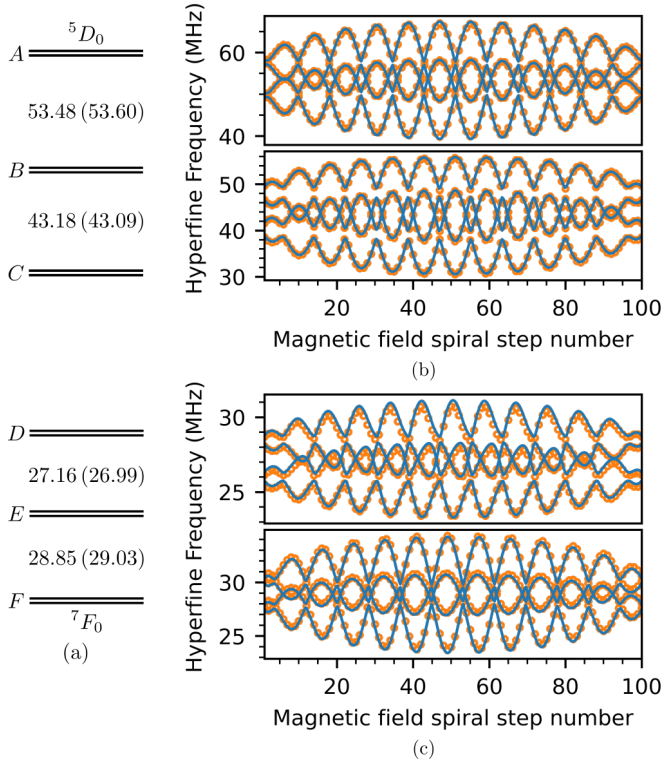 ⁵D₀
A
53.48 (53.60)
B
43.18 (43.09)
C
D
27.16 (26.99)
E
28.85 (29.03)
F
⁷F₀
(a)
Hyperfine Frequency (MHz)
60
40
50
40
30
20 40 60 80 100
Magnetic field spiral step number
(b)
Hyperfine Frequency (MHz)
30
25
30
25
20 40 60 80 100
Magnetic field spiral step number
(c)